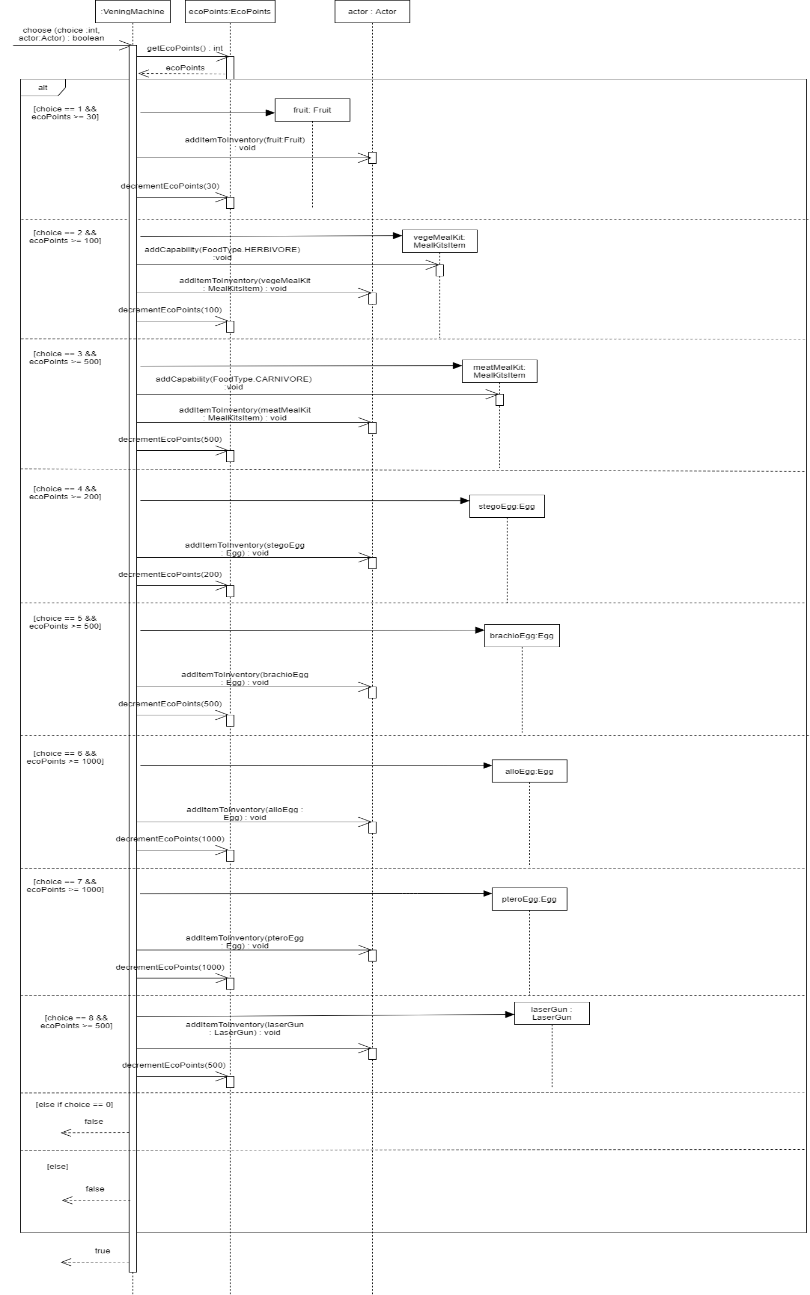 :VeningMachine
ecoPoints:EcoPoints
actor : Actor
choose (choice :int,
actor:Actor) : boolean
getEcoPoints() : int
ecoPoints
alt
[choice == 1 &&
ecoPoints >= 30]
fruit: Fruit
addItemToInventory(fruit:Fruit)
: void
decrementEcoPoints(30)
[choice == 2 &&
ecoPoints >= 100]
vegeMealKit:
MealKitsItem
addCapability(FoodType.HERBIVORE)
:void
addItemToInventory(vegeMealKit
: MealKitsItem) : void
decrementEcoPoints(100)
[choice == 3 &&
ecoPoints >= 500]
meatMealKit:
MealKitsItem
addCapability(FoodType.CARNIVORE)
:void
addItemToInventory(meatMealKit
: MealKitsItem) : void
decrementEcoPoints(500)
[choice == 4 &&
ecoPoints >= 200]
stegoEgg:Egg
addItemToInventory(stegoEgg
: Egg) : void
decrementEcoPoints(200)
[choice == 5 &&
ecoPoints >= 500]
brachioEgg:Egg
addItemToInventory(brachioEgg
: Egg) : void
decrementEcoPoints(500)
[choice == 6 &&
ecoPoints >= 1000]
alloEgg:Egg
addItemToInventory(alloEgg :
Egg) : void
decrementEcoPoints(1000)
[choice == 7 &&
ecoPoints >= 1000]
pteroEgg:Egg
addItemToInventory(pteroEgg
: Egg) : void
decrementEcoPoints(1000)
[choice == 8 &&
ecoPoints >= 500]
laserGun :
LaserGun
addItemToInventory(laserGun
: LaserGun) : void
decrementEcoPoints(500)
[else if choice == 0]
false
[else]
false
true